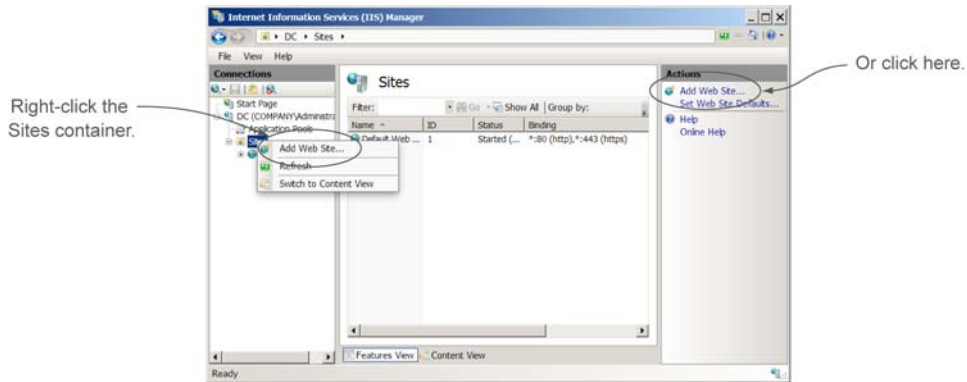 Internet Information Services (IIS) Manager
DC Sites
File View Help
Connections
Start Page
DC (COMPANY\Administra
Application Pools
Add Web Site...
Refresh
Switch to Content View
Sites
Filter: Go Show All Group by:
Name ID Status Binding
Default Web ... 1 Started (... *:80 (http),*:443 (https)
Features View Content View
Ready
Actions
Add Web Site...
Set Web Site Defaults...
Help
Online Help
Right-click the
Sites container.
Or click here.